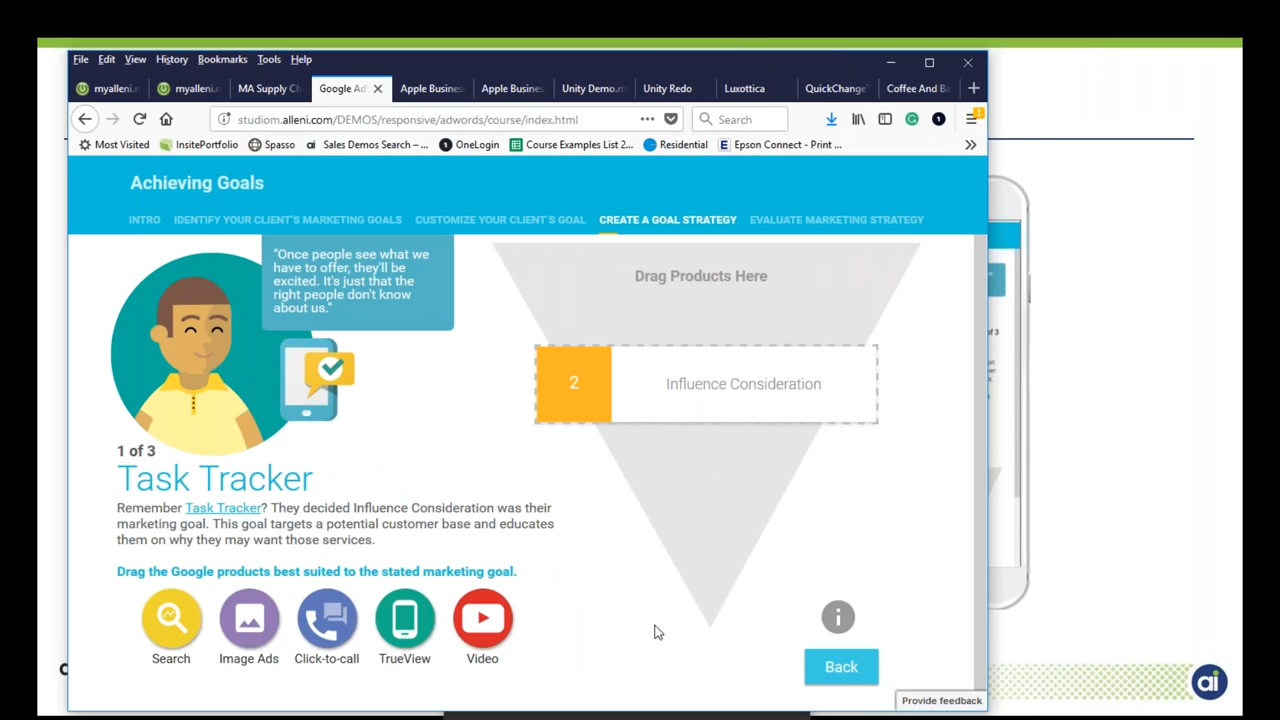 File Edit View History Bookmarks Tools Help
myalleni.
myalleni.
MA Supply Ch
Google Ad
Apple Business
Apple Busines
Unity Demo.m
Unity Redo
Luxottica
QuickChange
Coffee And Ba
studion.alleni.com/DEMOS/responsive/adwords/course/index.html
Search
Most Visited InsitePortfolio Spasso Sales Demos Search – ... OneLogin Course Examples List 2... Residential Epson Connect - Print ...
Achieving Goals
INTRO IDENTIFY YOUR CLIENT'S MARKETING GOALS CUSTOMIZE YOUR CLIENT'S GOAL CREATE A GOAL STRATEGY EVALUATE MARKETING STRATEGY
"Once people see what we
have to offer, they'll be
excited. It's just that the
right people don't know
about us."
Drag Products Here
2 Influence Consideration
1 of 3
Task Tracker
Remember Task Tracker? They decided Influence Consideration was their
marketing goal. This goal targets a potential customer base and educates
them on why they may want those services.
Drag the Google products best suited to the stated marketing goal.
Search Image Ads Click-to-call TrueView Video
i
Back
Provide feedback
of 3
ai